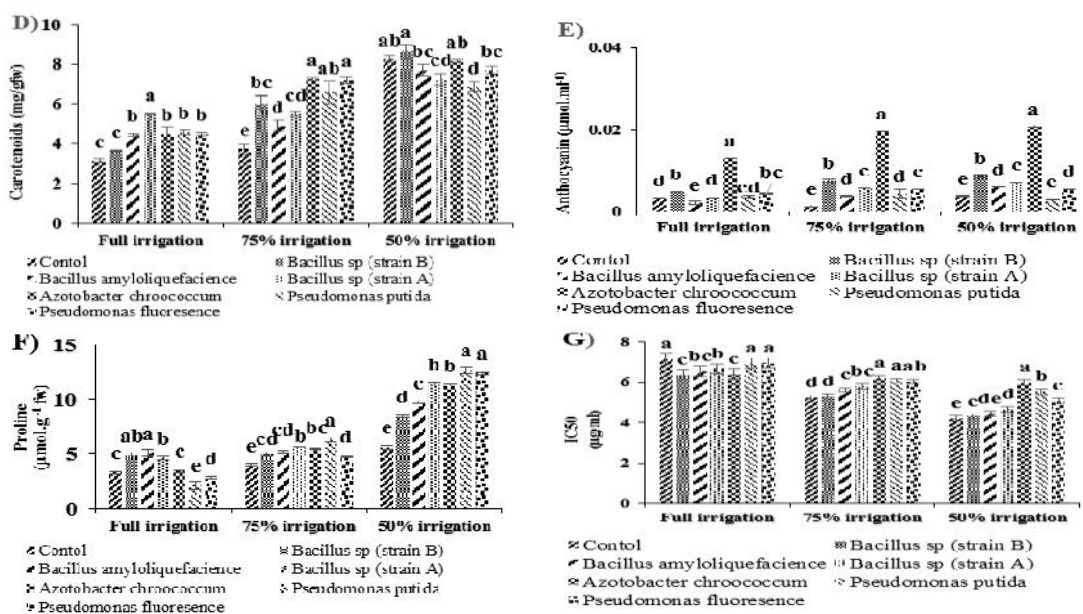 D)
Carotenoids (mg/gfw)
10
8
6
4
2
0
c c b a b b b
e bc d cd a ab a
ab a bc cd ab d bc
Full irrigation 75% irrigation 50% irrigation
Contol Bacillus sp (strain B)
Bacillus amyloliquefacience Bacillus sp (strain A)
Azotobacter chroococcum Pseudomonas putida
Pseudomonas fluoresence
E)
Anthocyanin (µmol.ml⁻¹)
0.04
0.02
0
d b e d a cd bc
e b d c a d c
d b c a d
Full irrigation 75% irrigation 50% irrigation
Contol Bacillus sp (strain B)
Bacillus amyloliquefacience Bacillus sp (strain A)
Azotobacter chroococcum Pseudomonas putida
Pseudomonas fluoresence
F)
Proline
(µmol.g⁻¹ fw)
15
10
5
0
c ab a b c e d
e cd cd b bc a d
e d c b b a a
Full irrigation 75% irrigation 50% irrigation
Contol Bacillus sp (strain B)
Bacillus amyloliquefacience Bacillus sp (strain A)
Azotobacter chroococcum Pseudomonas putida
Pseudomonas fluoresence
G)
IC50
(µg/ml)
8
6
4
2
0
a c bc b c a a
d d c b a a ab
e e de d a b c
Full irrigation 75% irrigation 50% irrigation
Contol Bacillus sp (strain B)
Bacillus amyloliquefacience Bacillus sp (strain A)
Azotobacter chroococcum Pseudomonas putida
Pseudomonas fluoresence